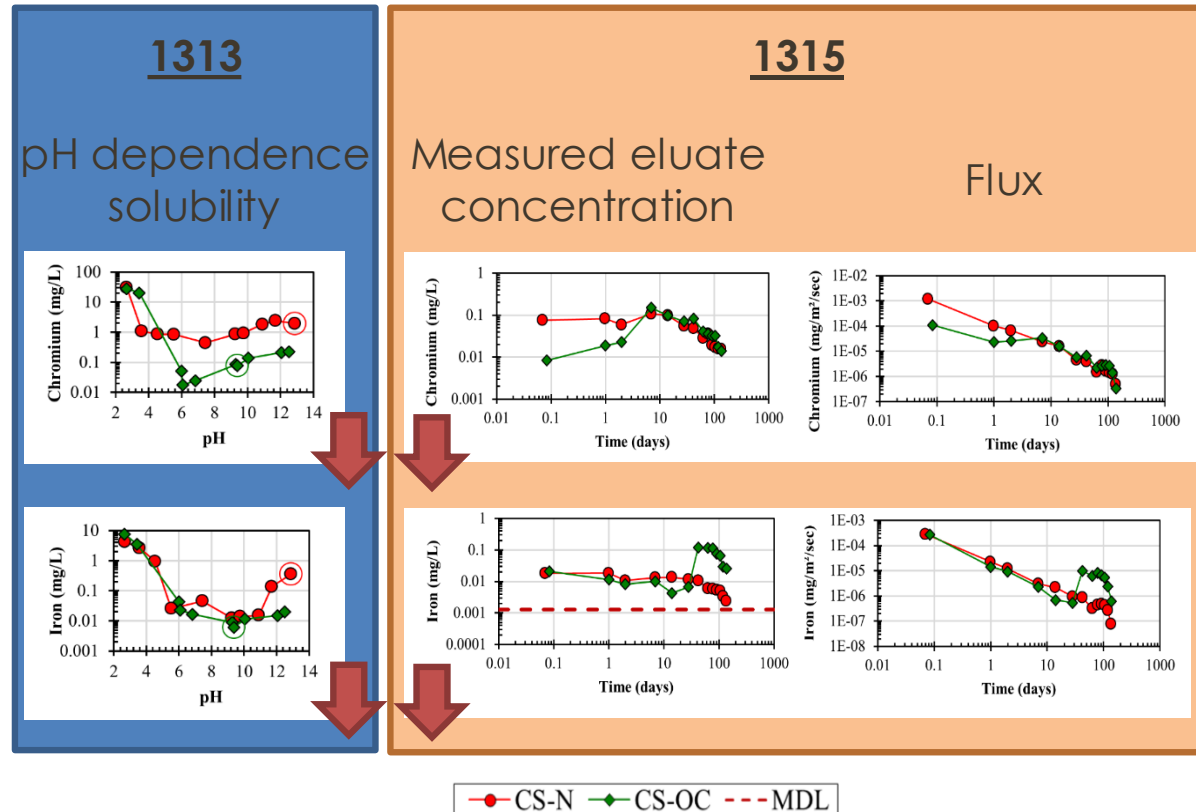 1313
pH dependence
solubility
1315
Measured eluate
concentration
Flux
Chromium (mg/L)
100
10
1
0.1
0.01
2 4 6 8 10 12 14
pH
Chromium (mg/L)
1
0.1
0.01
0.001
0.01 0.1 1 10 100 1000
Time (days)
Chromium (mg/m²/sec)
1E-02
1E-03
1E-04
1E-05
1E-06
1E-07
0.01 0.1 1 10 100 1000
Time (days)
Iron (mg/L)
10
1
0.1
0.01
0.001
2 4 6 8 10 12 14
pH
Iron (mg/L)
1
0.1
0.01
0.001
0.0001
0.01 0.1 1 10 100 1000
Time (days)
Iron (mg/m²/sec)
1E-03
1E-04
1E-05
1E-06
1E-07
1E-08
0.01 0.1 1 10 100 1000
Time (days)
CS-N CS-OC MDL